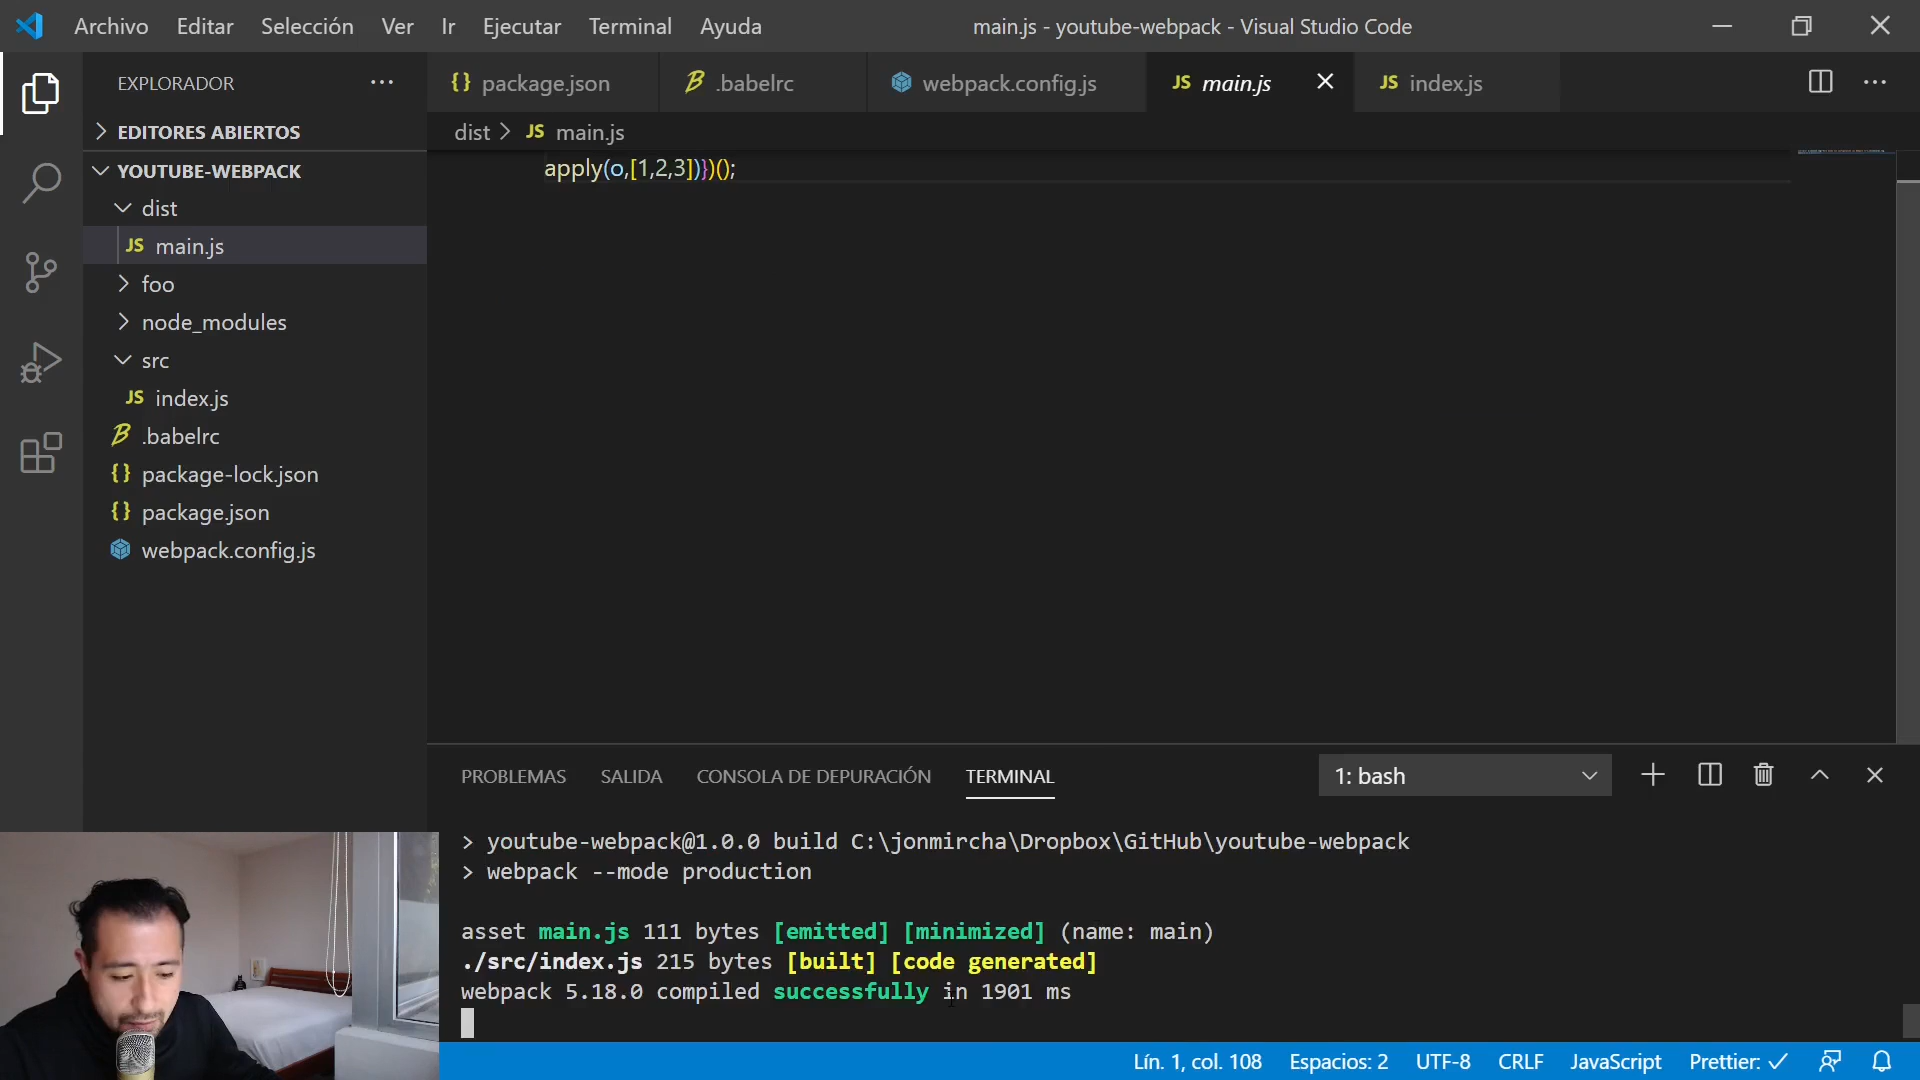 Archivo Editar Selección Ver Ir Ejecutar Terminal Ayuda main.js - youtube-webpack - Visual Studio Code
EXPLORADOR
package.json .babelrc webpack.config.js JS main.js JS index.js
EDITORES ABIERTOS
dist > JS main.js
YOUTUBE-WEBPACK
dist
JS main.js
foo
node_modules
src
JS index.js
.babelrc
{} package-lock.json
{} package.json
webpack.config.js
apply(o,[1,2,3])})();
PROBLEMAS SALIDA CONSOLA DE DEPURACIÓN TERMINAL 1: bash
> youtube-webpack@1.0.0 build C:\jonmircha\Dropbox\GitHub\youtube-webpack
> webpack --mode production
asset main.js 111 bytes [emitted] [minimized] (name: main)
./src/index.js 215 bytes [built] [code generated]
webpack 5.18.0 compiled successfully in 1901 ms
Lín. 1, col. 108 Espacios: 2 UTF-8 CRLF JavaScript Prettier: ✓